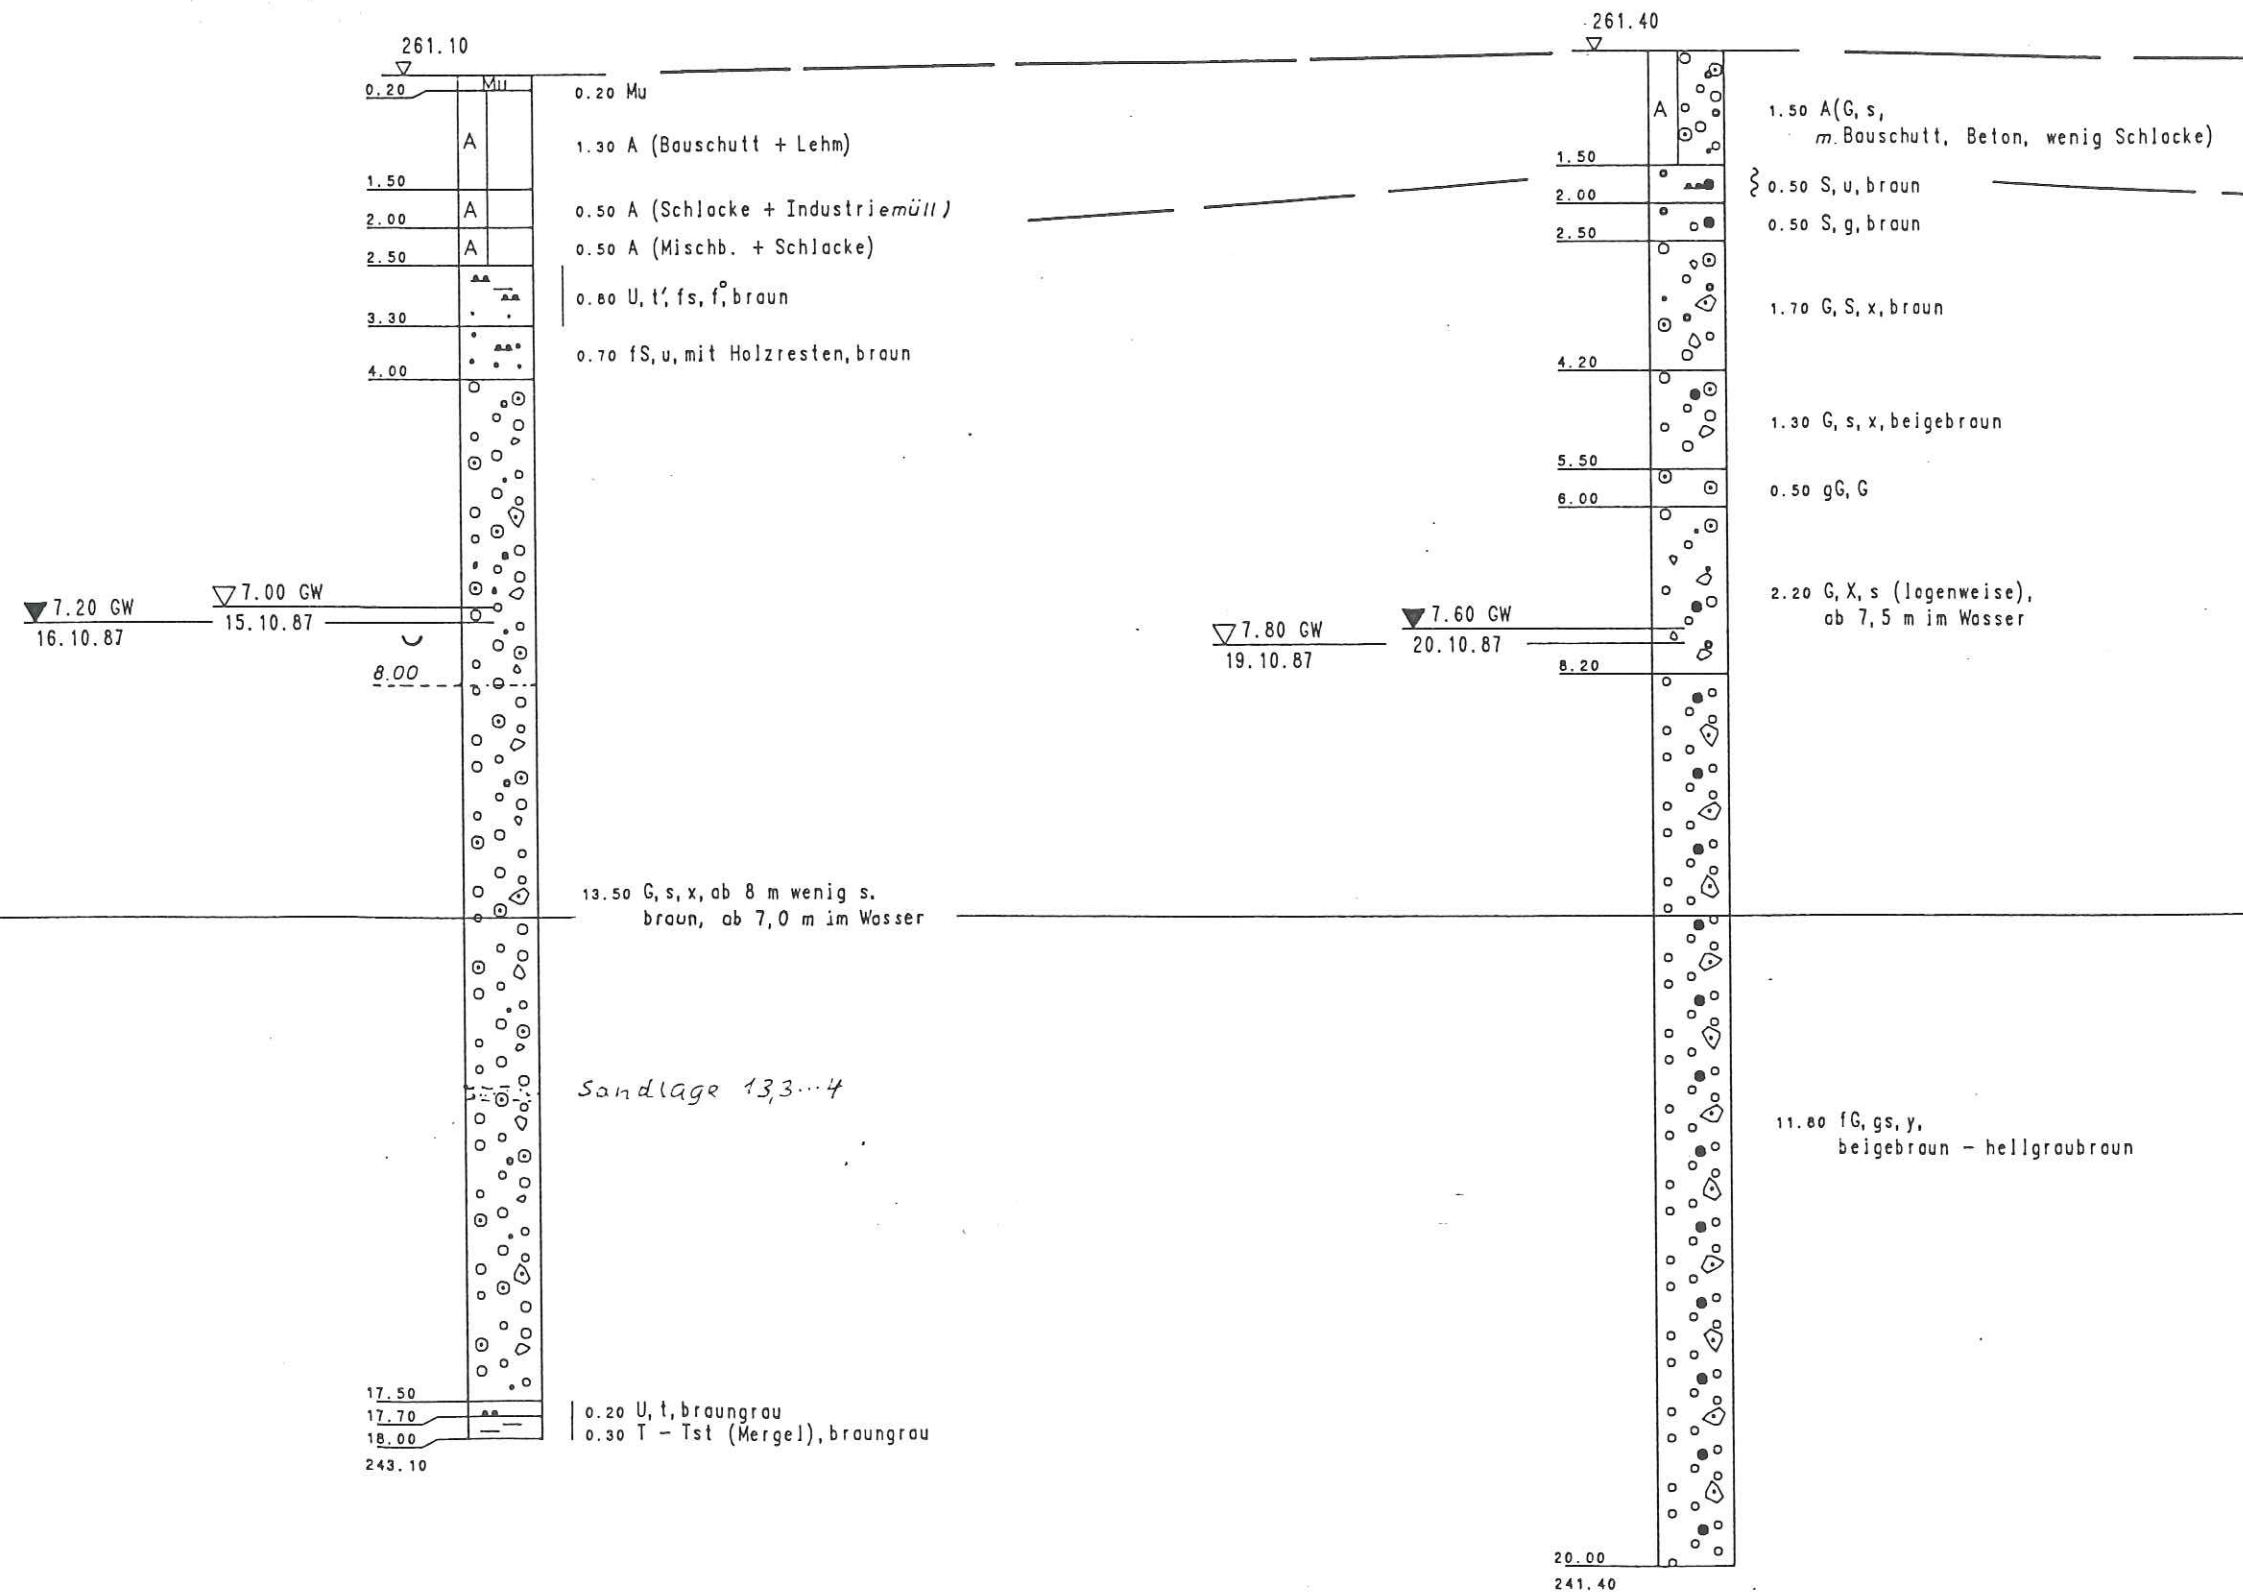 261.10
0.20
Mu
0.20 Mu
A
1.30 A (Bauschutt + Lehm)
1.50
A
0.50 A (Schlacke + Industriemüll)
2.00
A
0.50 A (Mischb. + Schlacke)
2.50
0.80 U, t', fs, f°, braun
3.30
0.70 fS, u, mit Holzresten, braun
4.00
7.20 GW
16.10.87
7.00 GW
15.10.87
8.00
13.50 G, s, x, ab 8 m wenig s.
braun, ab 7,0 m im Wasser
Sandlage 13,3...4
17.50
17.70
18.00
243.10
0.20 U, t, braungrau
0.30 T – Tst (Mergel), braungrau
261.40
A
1.50 A(G, s,
m. Bauschutt, Beton, wenig Schlacke)
1.50
0.50 S, u, braun
2.00
0.50 S, g, braun
2.50
1.70 G, S, x, braun
4.20
1.30 G, s, x, beigebraun
5.50
0.50 gG, G
6.00
2.20 G, X, s (lagenweise),
ab 7,5 m im Wasser
7.80 GW
19.10.87
7.60 GW
20.10.87
8.20
11.80 fG, gs, y,
beigebraun – hellgraubraun
20.00
241.40